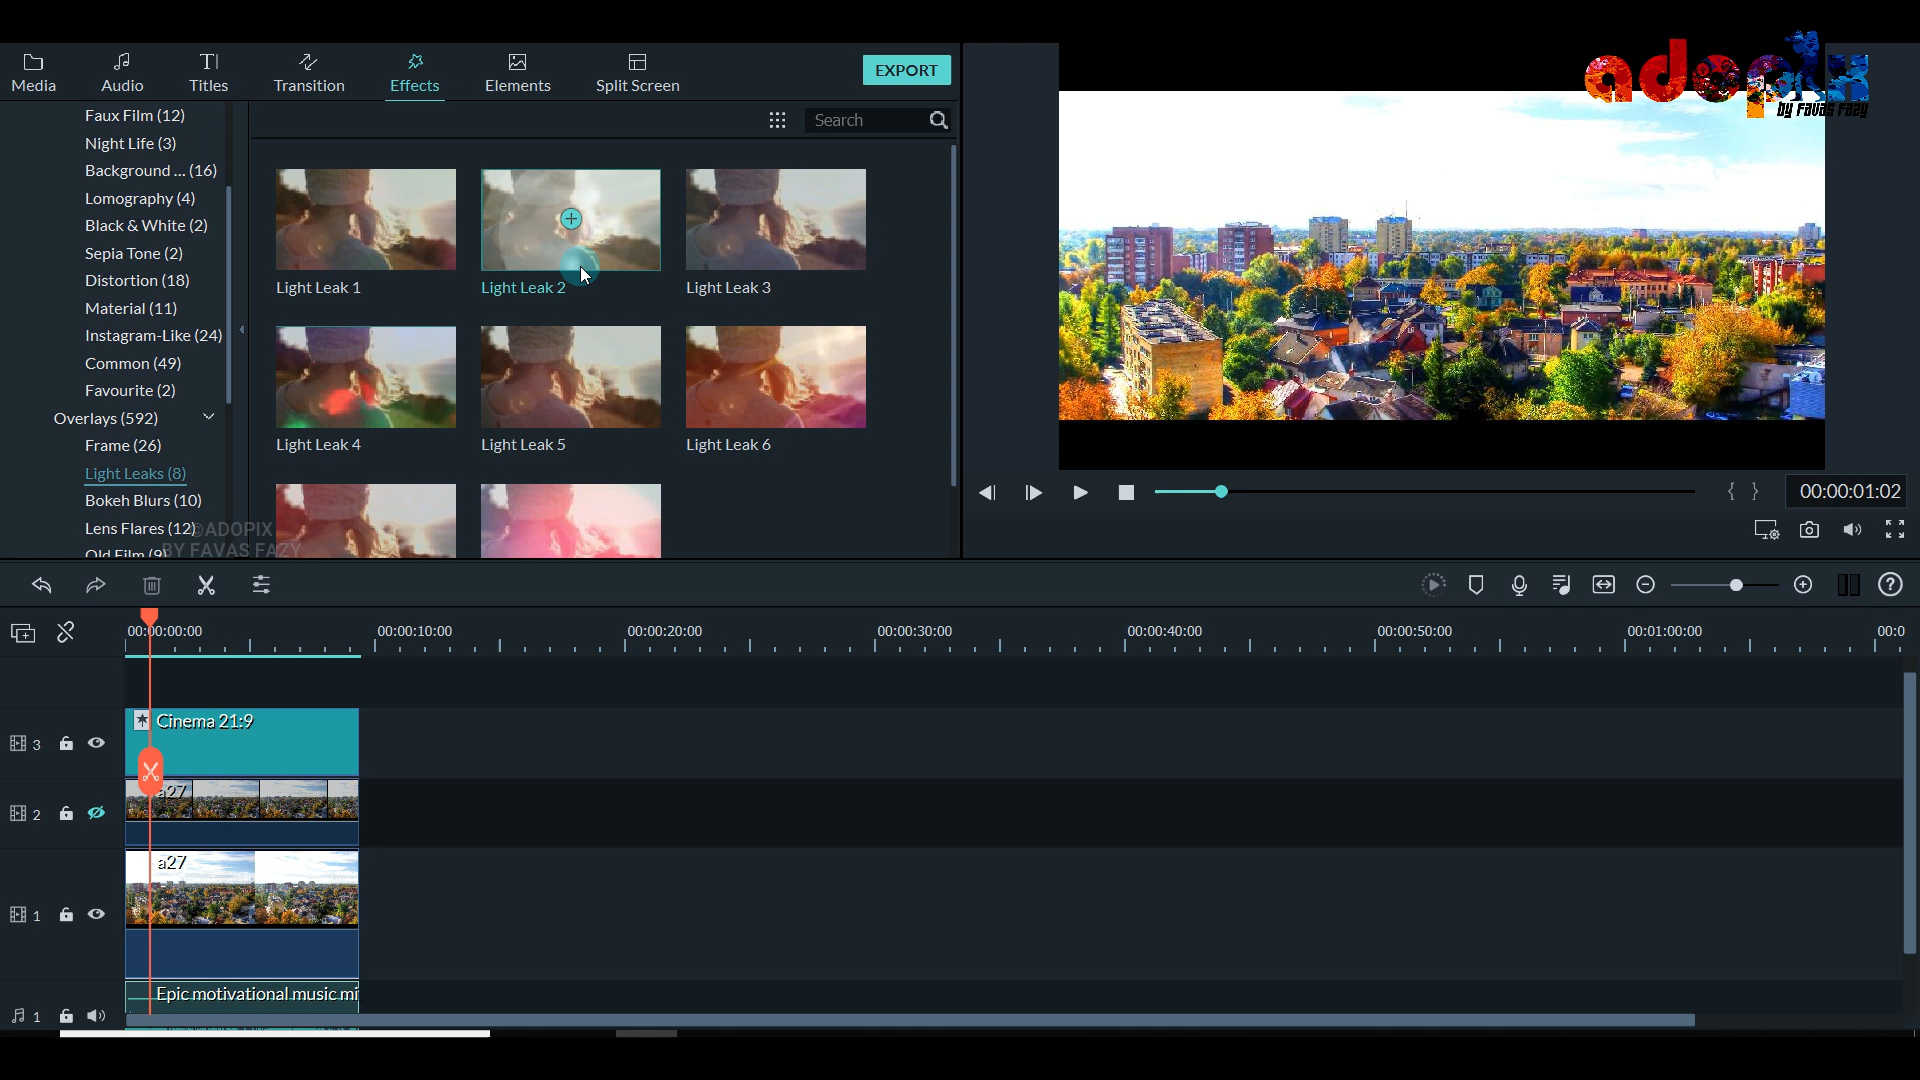 Media
Audio
Titles
Transition
Effects
Elements
Split Screen
EXPORT
adopix
by FAVAS FAZY
Faux Film (12)
Night Life (3)
Background ... (16)
Lomography (4)
Black & White (2)
Sepia Tone (2)
Distortion (18)
Material (11)
Instagram-Like (24)
Common (49)
Favourite (2)
Overlays (592)
Frame (26)
Light Leaks (8)
Bokeh Blurs (10)
Lens Flares (12)
Old Film (9)
©ADOPIX
BY FAVAS FAZY
Search
Light Leak 1
Light Leak 2
Light Leak 3
Light Leak 4
Light Leak 5
Light Leak 6
{ }
00:00:01:02
00:00:00:00
00:00:10:00
00:00:20:00
00:00:30:00
00:00:40:00
00:00:50:00
00:01:00:00
00:0
3
Cinema 21:9
2
a27
1
a27
1
Epic motivational music mi